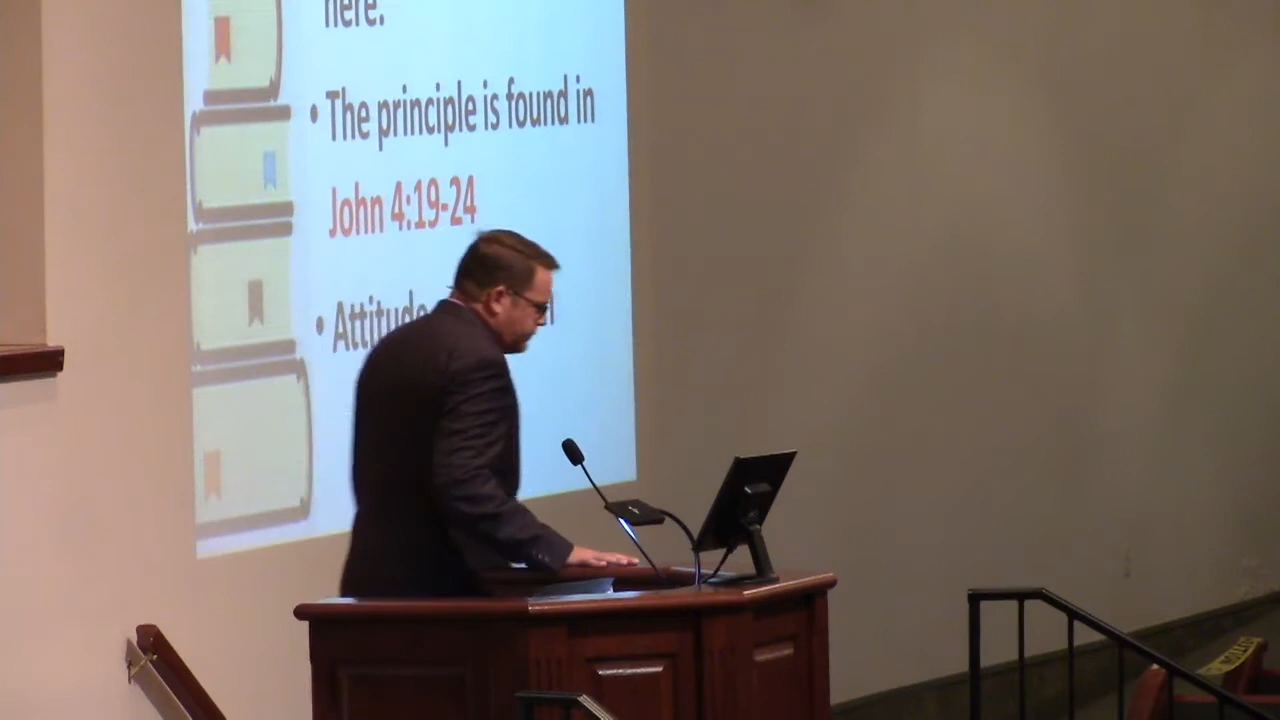 here.
• The principle is found in
John 4:19-24
• Attitude